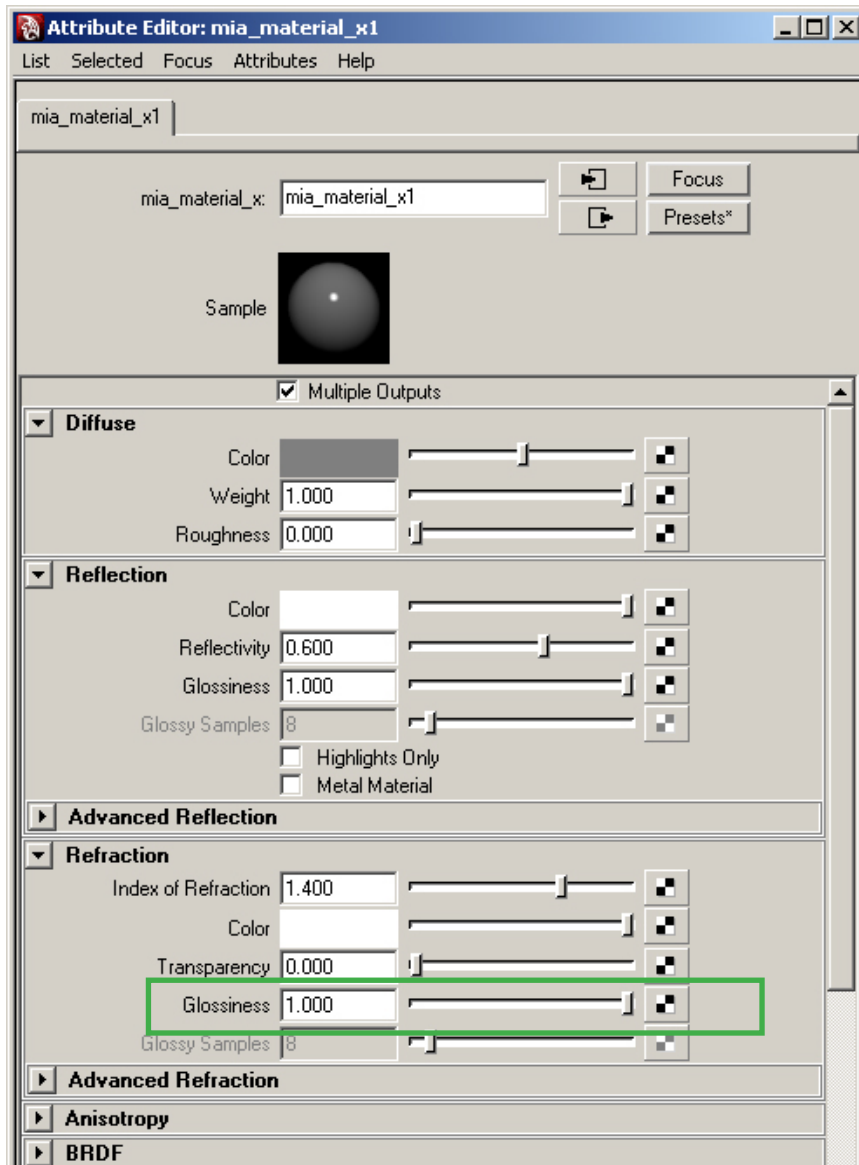 Attribute Editor: mia_material_x1
List Selected Focus Attributes Help
mia_material_x1
mia_material_x: mia_material_x1 Focus
Presets*
Sample
Multiple Outputs
Diffuse
Color
Weight 1.000
Roughness 0.000
Reflection
Color
Reflectivity 0.600
Glossiness 1.000
Glossy Samples 8
Highlights Only
Metal Material
Advanced Reflection
Refraction
Index of Refraction 1.400
Color
Transparency 0.000
Glossiness 1.000
Glossy Samples 8
Advanced Refraction
Anisotropy
BRDF